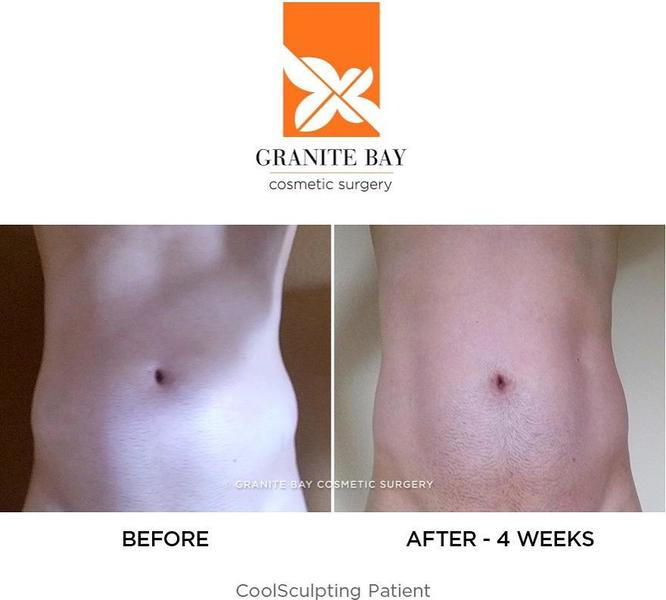 GRANITE BAY
cosmetic surgery
© GRANITE BAY COSMETIC SURGERY
BEFORE
AFTER - 4 WEEKS
CoolSculpting Patient